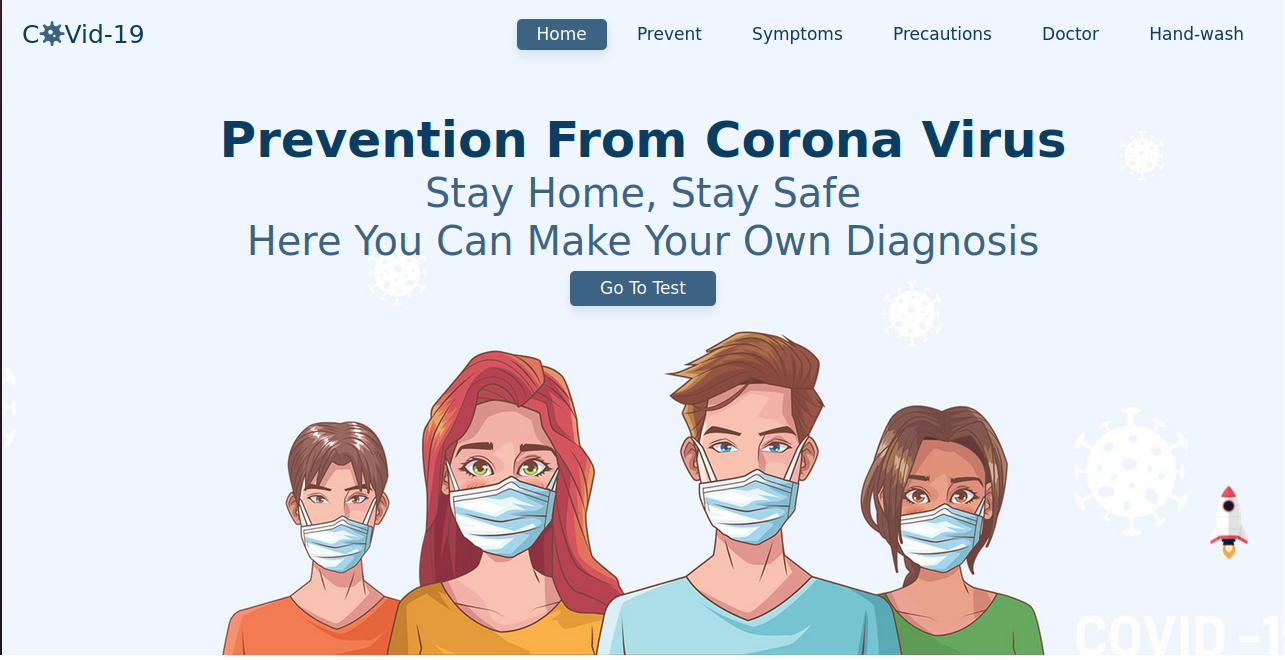 COVid-19
Home
Prevent
Symptoms
Precautions
Doctor
Hand-wash
Prevention From Corona Virus
Stay Home, Stay Safe
Here You Can Make Your Own Diagnosis
Go To Test
COVID -1